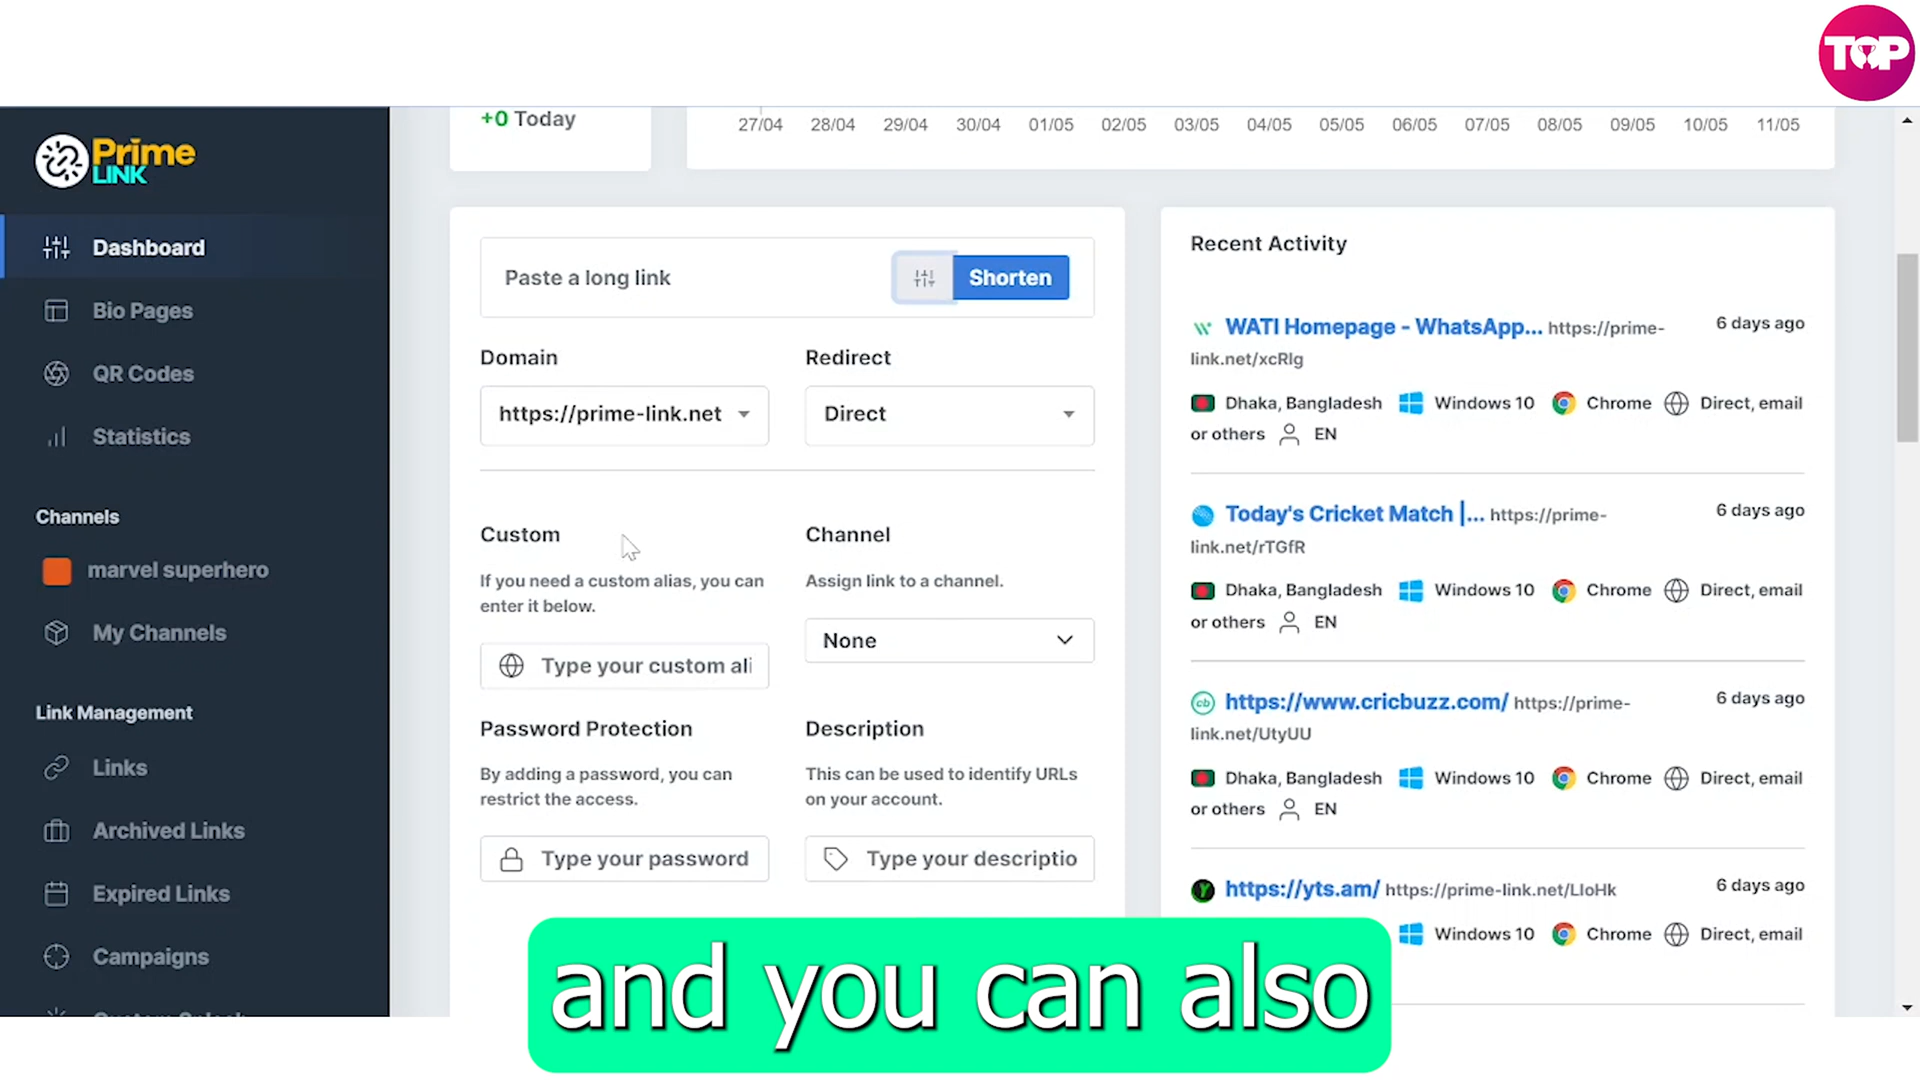 TOP
+0 Today
27/04 28/04 29/04 30/04 01/05 02/05 03/05 04/05 05/05 06/05 07/05 08/05 09/05 10/05 11/05
Prime
LINK
Dashboard
Bio Pages
QR Codes
Statistics
Channels
marvel superhero
My Channels
Link Management
Links
Archived Links
Expired Links
Campaigns
Paste a long link
Shorten
Domain
Redirect
https://prime-link.net
Direct
Custom
Channel
If you need a custom alias, you can
enter it below.
Assign link to a channel.
Type your custom ali
None
Password Protection
Description
By adding a password, you can
restrict the access.
This can be used to identify URLs
on your account.
Type your password
Type your descriptio
Recent Activity
WATI Homepage - WhatsApp... https://prime-
link.net/xcRIg
6 days ago
Dhaka, Bangladesh Windows 10 Chrome Direct, email
or others EN
Today's Cricket Match |... https://prime-
link.net/rTGfR
6 days ago
Dhaka, Bangladesh Windows 10 Chrome Direct, email
or others EN
https://www.cricbuzz.com/ https://prime-
link.net/UtyUU
6 days ago
cb
Dhaka, Bangladesh Windows 10 Chrome Direct, email
or others EN
https://yts.am/ https://prime-link.net/LIoHk
6 days ago
Windows 10 Chrome Direct, email
and you can also